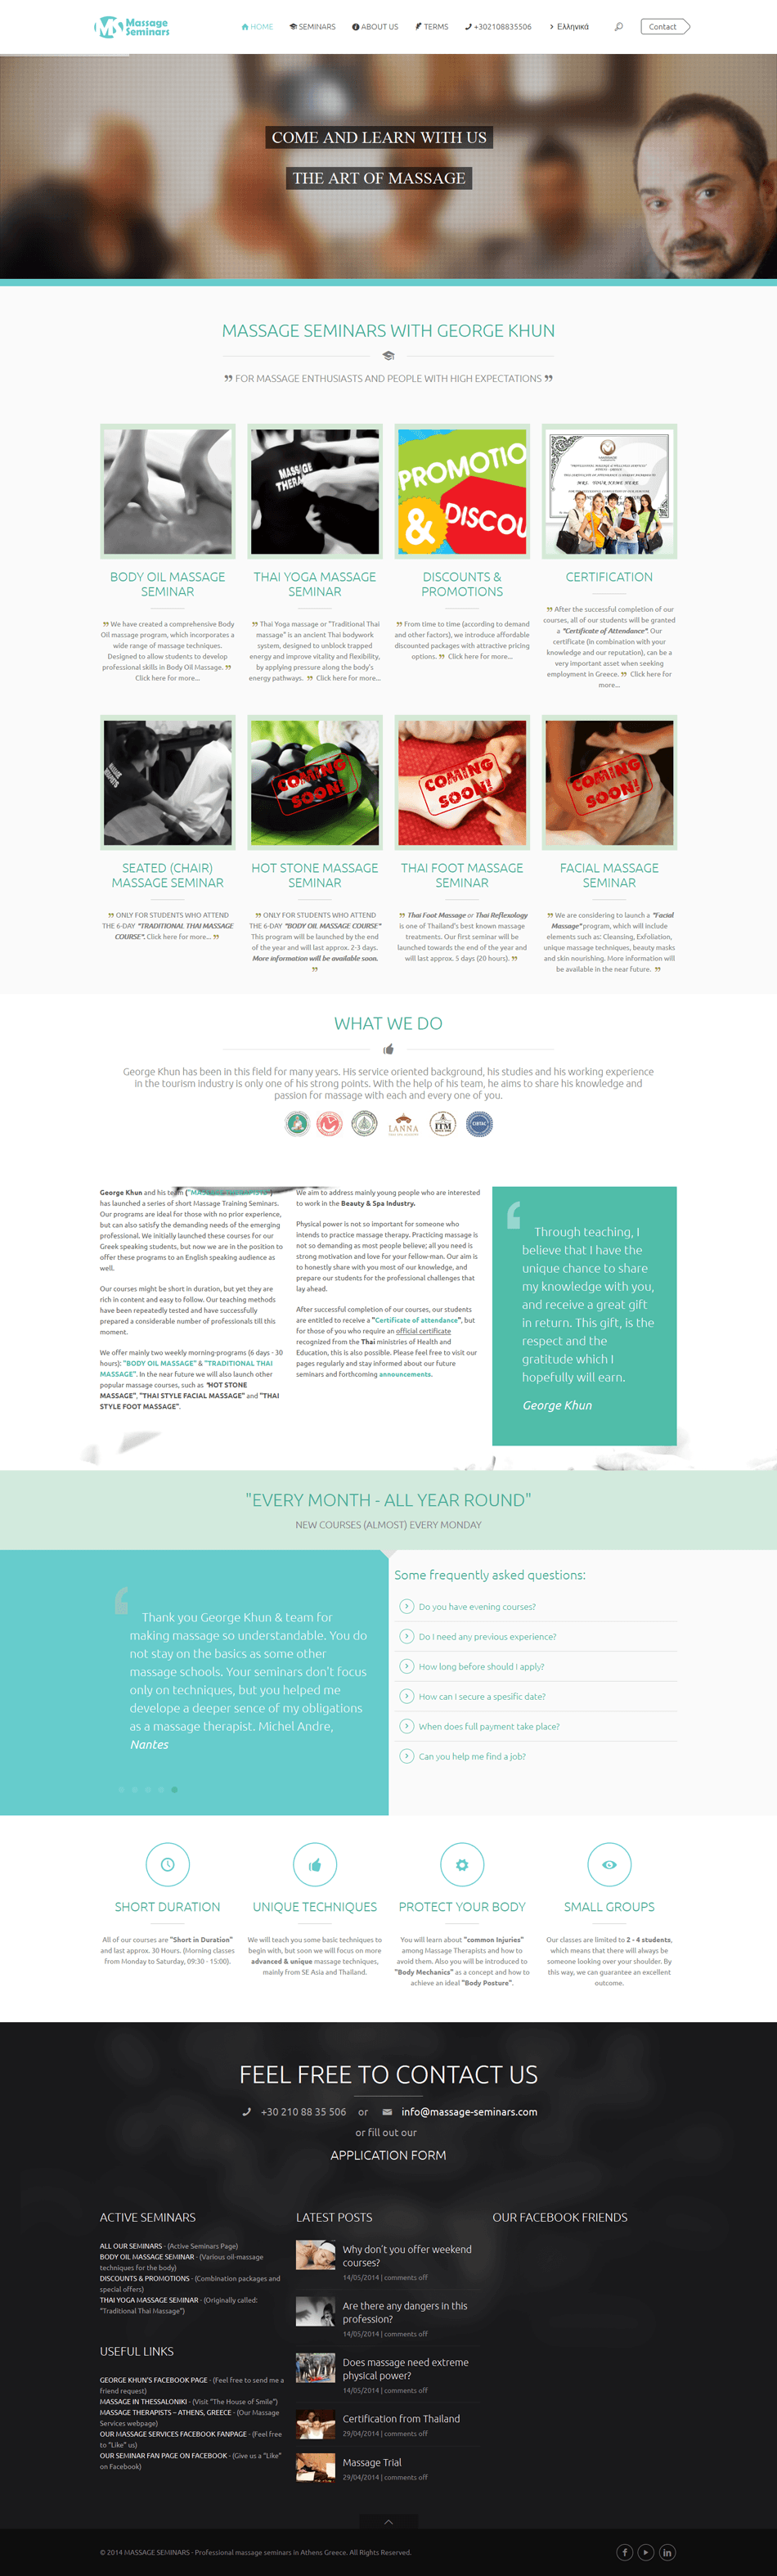 Massage
Seminars
HOME
SEMINARS
ABOUT US
TERMS
+302108835506
Ελληνικά
Contact
COME AND LEARN WITH US
THE ART OF MASSAGE
MASSAGE SEMINARS WITH GEORGE KHUN
” FOR MASSAGE ENTHUSIASTS AND PEOPLE WITH HIGH EXPECTATIONS ”
MASSAGE
THERA
PROMOTIO
&
DISCOU
MRS. YOUR NAME HERE
BODY OIL MASSAGE
SEMINAR
” We have created a comprehensive Body
Oil massage program, which incorporates a
wide range of massage techniques.
Designed to allow students to develop
professional skills in Body Oil Massage. ”
Click here for more...
THAI YOGA MASSAGE
SEMINAR
” Thai Yoga massage or "Traditional Thai
massage" is an ancient Thai bodywork
system, designed to unblock trapped
energy and improve vitality and flexibility,
by applying pressure along the body's
energy pathways. ” Click here for more...
DISCOUNTS &
PROMOTIONS
” From time to time (according to demand
and other factors), we introduce affordable
discounted packages with attractive pricing
options. ” Click here for more...
CERTIFICATION
” After the successful completion of our
courses, all of our students will be granted
a "Certificate of Attendance". Our
certificate (in combination with your
knowledge and our reputation), can be a
very important asset when seeking
employment in Greece. ” Click here for
more...
COMING
SOON!
COMING
SOON!
COMING
SOON!
SEATED (CHAIR)
MASSAGE SEMINAR
” ONLY FOR STUDENTS WHO ATTEND
THE 6-DAY "TRADITIONAL THAI MASSAGE
COURSE". Click here for more... ”
HOT STONE MASSAGE
SEMINAR
” ONLY FOR STUDENTS WHO ATTEND
THE 6-DAY "BODY OIL MASSAGE COURSE"
This program will be launched by the end
of the year and will last approx. 2-3 days.
More information will be available soon.
”
THAI FOOT MASSAGE
SEMINAR
” Thai Foot Massage or Thai Reflexology
is one of Thailand's best known massage
treatments. Our first seminar will be
launched towards the end of the year and
will last approx. 5 days (20 hours). ”
FACIAL MASSAGE
SEMINAR
” We are considering to launch a "Facial
Massage" program, which will include
elements such as: Cleansing, Exfoliation,
unique massage techniques, beauty masks
and skin nourishing. More information will
be available in the near future. ”
WHAT WE DO
George Khun has been in this field for many years. His service oriented background, his studies and his working experience
in the tourism industry is only one of his strong points. With the help of his team, he aims to share his knowledge and
passion for massage with each and every one of you.
LANNA
ITM
CIBTAC
George Khun and his team
has launched a series of short Massage Training Seminars.
Our programs are ideal for those with no prior experience,
but can also satisfy the demanding needs of the emerging
professional. We initially launched these courses for our
Greek speaking students, but now we are in the position to
offer these programs to an English speaking audience as
well.
Our courses might be short in duration, but yet they are
rich in content and easy to follow. Our teaching methods
have been repeatedly tested and have successfully
prepared a considerable number of professionals till this
moment.
We offer mainly two weekly morning-programs (6 days - 30
hours): "BODY OIL MASSAGE" & "TRADITIONAL THAI
MASSAGE". In the near future we will also launch other
popular massage courses, such as "HOT STONE
MASSAGE", "THAI STYLE FACIAL MASSAGE" and "THAI
STYLE FOOT MASSAGE".
We aim to address mainly young people who are interested
to work in the Beauty & Spa Industry.
Physical power is not so important for someone who
intends to practice massage therapy. Practicing massage is
not so demanding as most people believe; all you need is
strong motivation and love for your fellow-man. Our aim is
to honestly share with you most of our knowledge, and
prepare our students for the professional challenges that
lay ahead.
After successful completion of our courses, our students
are entitled to receive a "Certificate of attendance", but
for those of you who require an official certificate
recognized from the Thai ministries of Health and
Education, this is also possible. Please feel free to visit our
pages regularly and stay informed about our future
seminars and forthcoming announcements.
Through teaching, I
believe that I have the
unique chance to share
my knowledge with you,
and receive a great gift
in return. This gift, is the
respect and the
gratitude which I
hopefully will earn.
George Khun
"EVERY MONTH - ALL YEAR ROUND"
NEW COURSES (ALMOST) EVERY MONDAY
Thank you George Khun & team for
making massage so understandable. You do
not stay on the basics as some other
massage schools. Your seminars don't focus
only on techniques, but you helped me
develope a deeper sence of my obligations
as a massage therapist. Michel Andre,
Nantes
Some frequently asked questions:
Do you have evening courses?
Do I need any previous experience?
How long before should I apply?
How can I secure a spesific date?
When does full payment take place?
Can you help me find a job?
SHORT DURATION
All of our courses are "Short in Duration"
and last approx. 30 Hours. (Morning classes
from Monday to Saturday, 09:30 - 15:00).
UNIQUE TECHNIQUES
We will teach you some basic techniques to
begin with, but soon we will focus on more
advanced & unique massage techniques,
mainly from SE Asia and Thailand.
PROTECT YOUR BODY
You will learn about "common Injuries"
among Massage Therapists and how to
avoid them. Also you will be introduced to
"Body Mechanics" as a concept and how to
achieve an ideal "Body Posture".
SMALL GROUPS
Our classes are limited to 2 - 4 students,
which means that there will always be
someone looking over your shoulder. By
this way, we can guarantee an excellent
outcome.
FEEL FREE TO CONTACT US
+30 210 88 35 506 or info@massage-seminars.com
or fill out our
APPLICATION FORM
ACTIVE SEMINARS
ALL OUR SEMINARS - (Active Seminars Page)
BODY OIL MASSAGE SEMINAR - (Various oil-massage
techniques for the body)
DISCOUNTS & PROMOTIONS - (Combination packages and
special offers)
THAI YOGA MASSAGE SEMINAR - (Originally called:
"Traditional Thai Massage")
USEFUL LINKS
GEORGE KHUN'S FACEBOOK PAGE - (Feel free to send me a
friend request)
MASSAGE IN THESSALONIKI - (Visit "The House of Smile")
MASSAGE THERAPISTS – ATHENS, GREECE - (Our Massage
Services webpage)
OUR MASSAGE SERVICES FACEBOOK FANPAGE - (Feel free
to "Like" us)
OUR SEMINAR FAN PAGE ON FACEBOOK - (Give us a "Like"
on Facebook)
LATEST POSTS
Why don't you offer weekend
courses?
14/05/2014 | comments off
Are there any dangers in this
profession?
14/05/2014 | comments off
Does massage need extreme
physical power?
14/05/2014 | comments off
Certification from Thailand
29/04/2014 | comments off
Massage Trial
29/04/2014 | comments off
OUR FACEBOOK FRIENDS
© 2014 MASSAGE SEMINARS - Professional massage seminars in Athens Greece. All Rights Reserved.